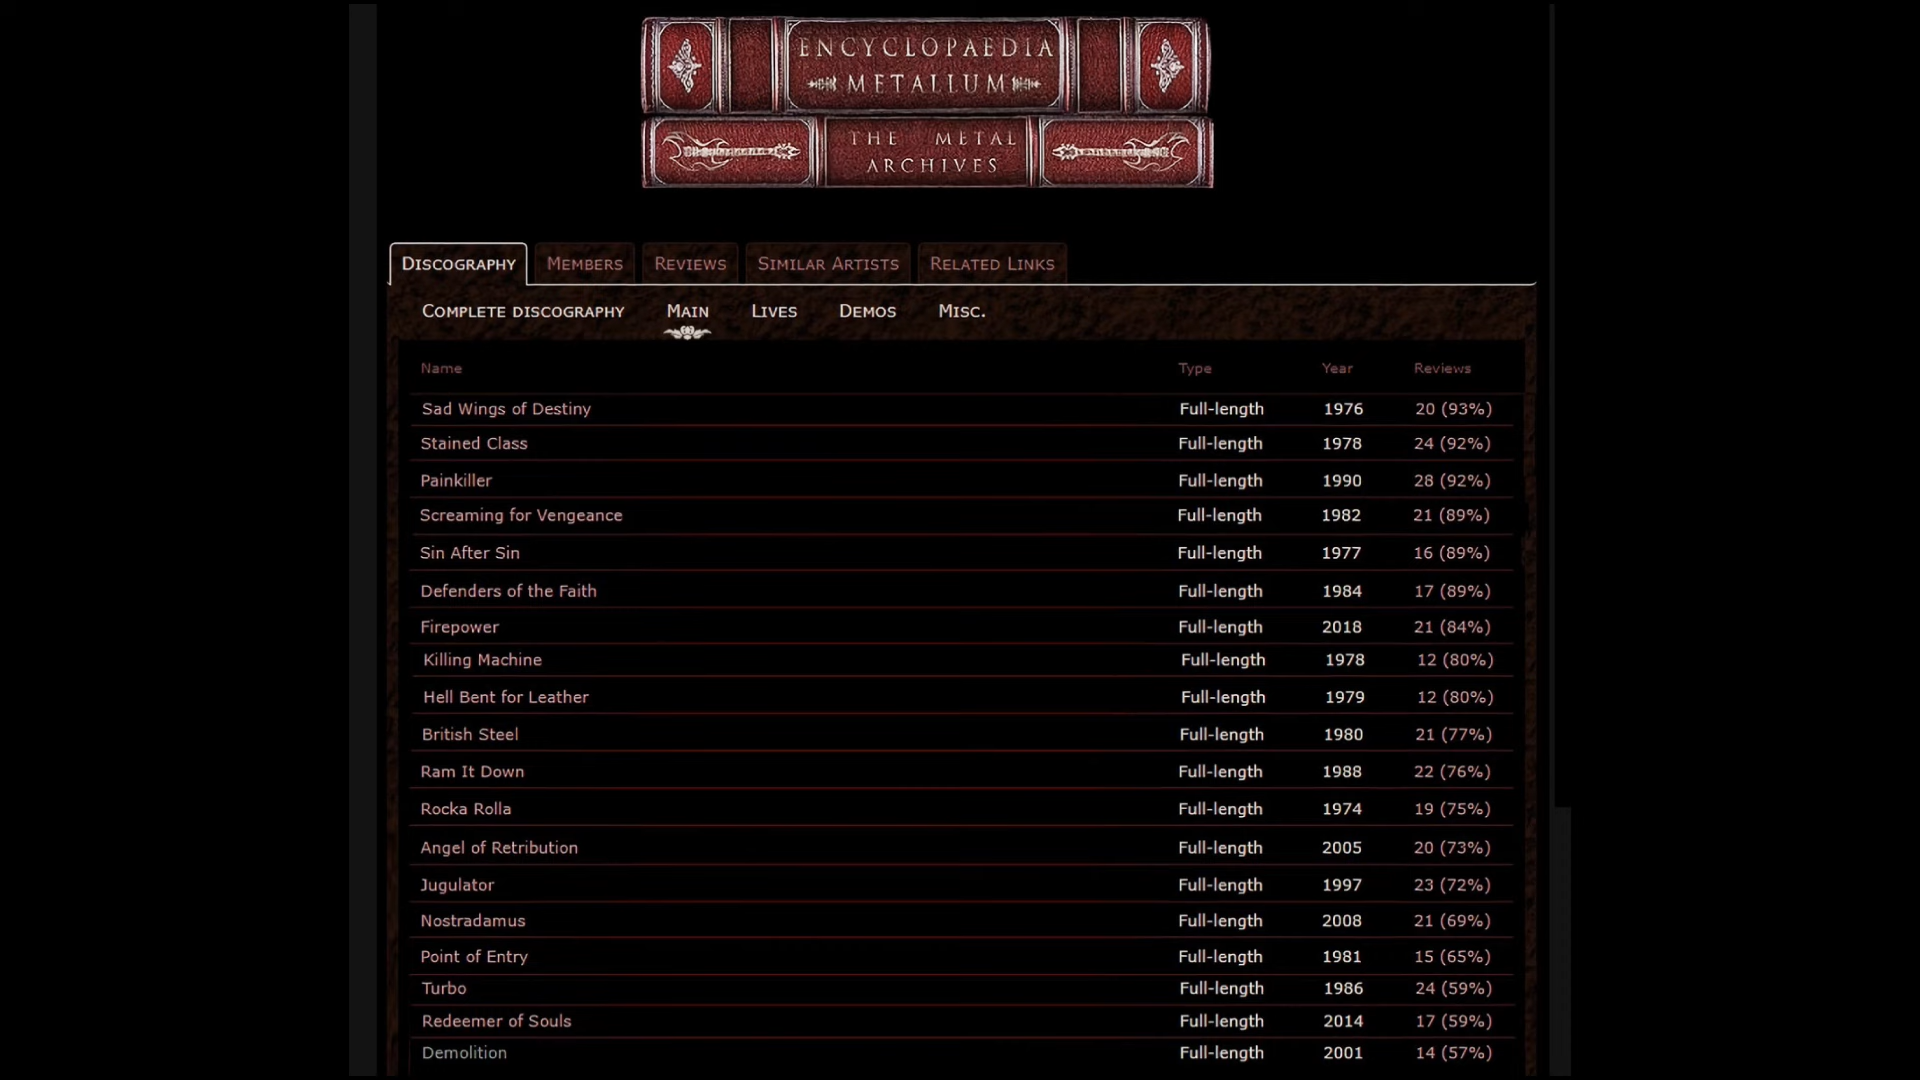 ENCYCLOPAEDIA
METALLUM
THE METAL
ARCHIVES
DISCOGRAPHY MEMBERS REVIEWS SIMILAR ARTISTS RELATED LINKS
COMPLETE DISCOGRAPHY MAIN LIVES DEMOS MISC.
Name Type Year Reviews
Sad Wings of Destiny Full-length 1976 20 (93%)
Stained Class Full-length 1978 24 (92%)
Painkiller Full-length 1990 28 (92%)
Screaming for Vengeance Full-length 1982 21 (89%)
Sin After Sin Full-length 1977 16 (89%)
Defenders of the Faith Full-length 1984 17 (89%)
Firepower Full-length 2018 21 (84%)
Killing Machine Full-length 1978 12 (80%)
Hell Bent for Leather Full-length 1979 12 (80%)
British Steel Full-length 1980 21 (77%)
Ram It Down Full-length 1988 22 (76%)
Rocka Rolla Full-length 1974 19 (75%)
Angel of Retribution Full-length 2005 20 (73%)
Jugulator Full-length 1997 23 (72%)
Nostradamus Full-length 2008 21 (69%)
Point of Entry Full-length 1981 15 (65%)
Turbo Full-length 1986 24 (59%)
Redeemer of Souls Full-length 2014 17 (59%)
Demolition Full-length 2001 14 (57%)